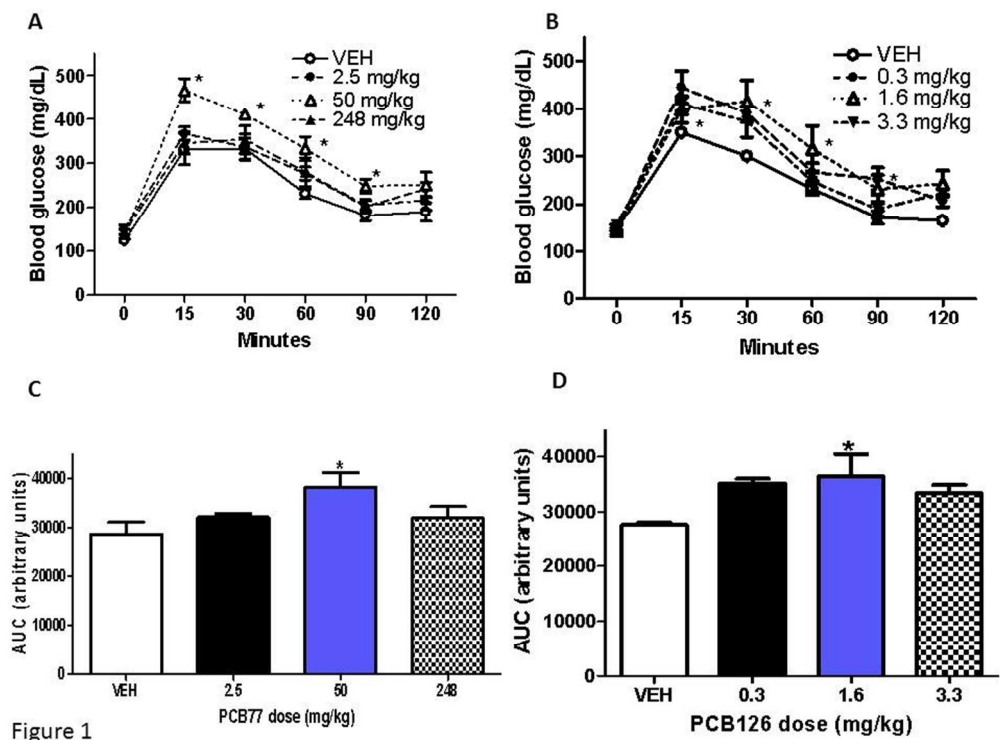 A
Blood glucose (mg/dL)
500
400
300
200
100
0
VEH
2.5 mg/kg
50 mg/kg
248 mg/kg
*
*
*
*
0 15 30 60 90 120
Minutes
B
Blood glucose (mg/dL)
500
400
300
200
100
0
VEH
0.3 mg/kg
1.6 mg/kg
3.3 mg/kg
*
*
*
*
0 15 30 60 90 120
Minutes
C
AUC (arbitrary units)
40000
30000
20000
10000
0
*
VEH 2.5 50 248
PCB77 dose (mg/kg)
D
AUC (arbitrary units)
40000
30000
20000
10000
0
*
VEH 0.3 1.6 3.3
PCB126 dose (mg/kg)
Figure 1